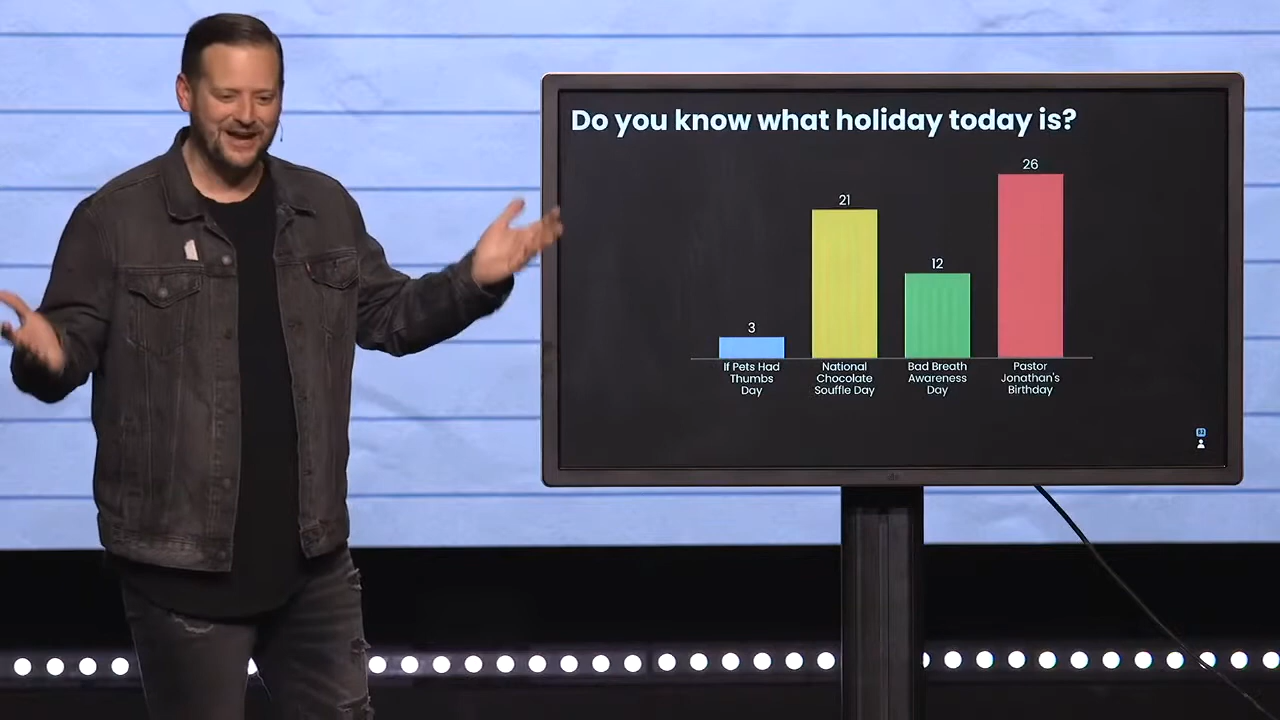 Do you know what holiday today is?
26
21
12
3
If Pets Had
Thumbs
Day
National
Chocolate
Souffle Day
Bad Breath
Awareness
Day
Pastor
Jonathan's
Birthday